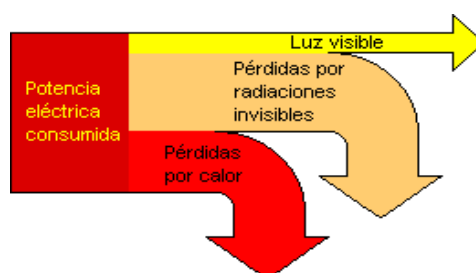 Luz visible
Potencia
eléctrica
consumida
Pérdidas por
radiaciones
invisibles
Pérdidas
por calor